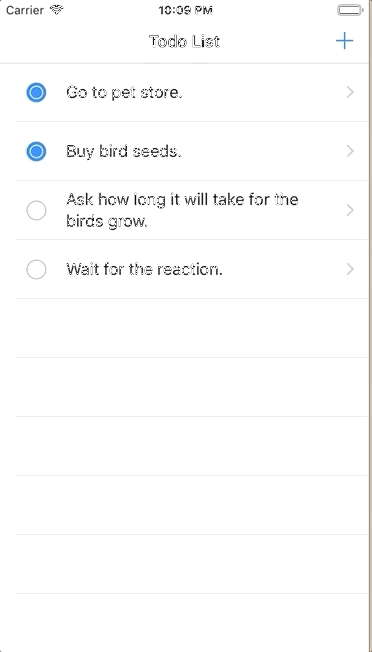 Carrier 10:09 PM
Todo List
Go to pet store.
Buy bird seeds.
Ask how long it will take for the
birds grow.
Wait for the reaction.